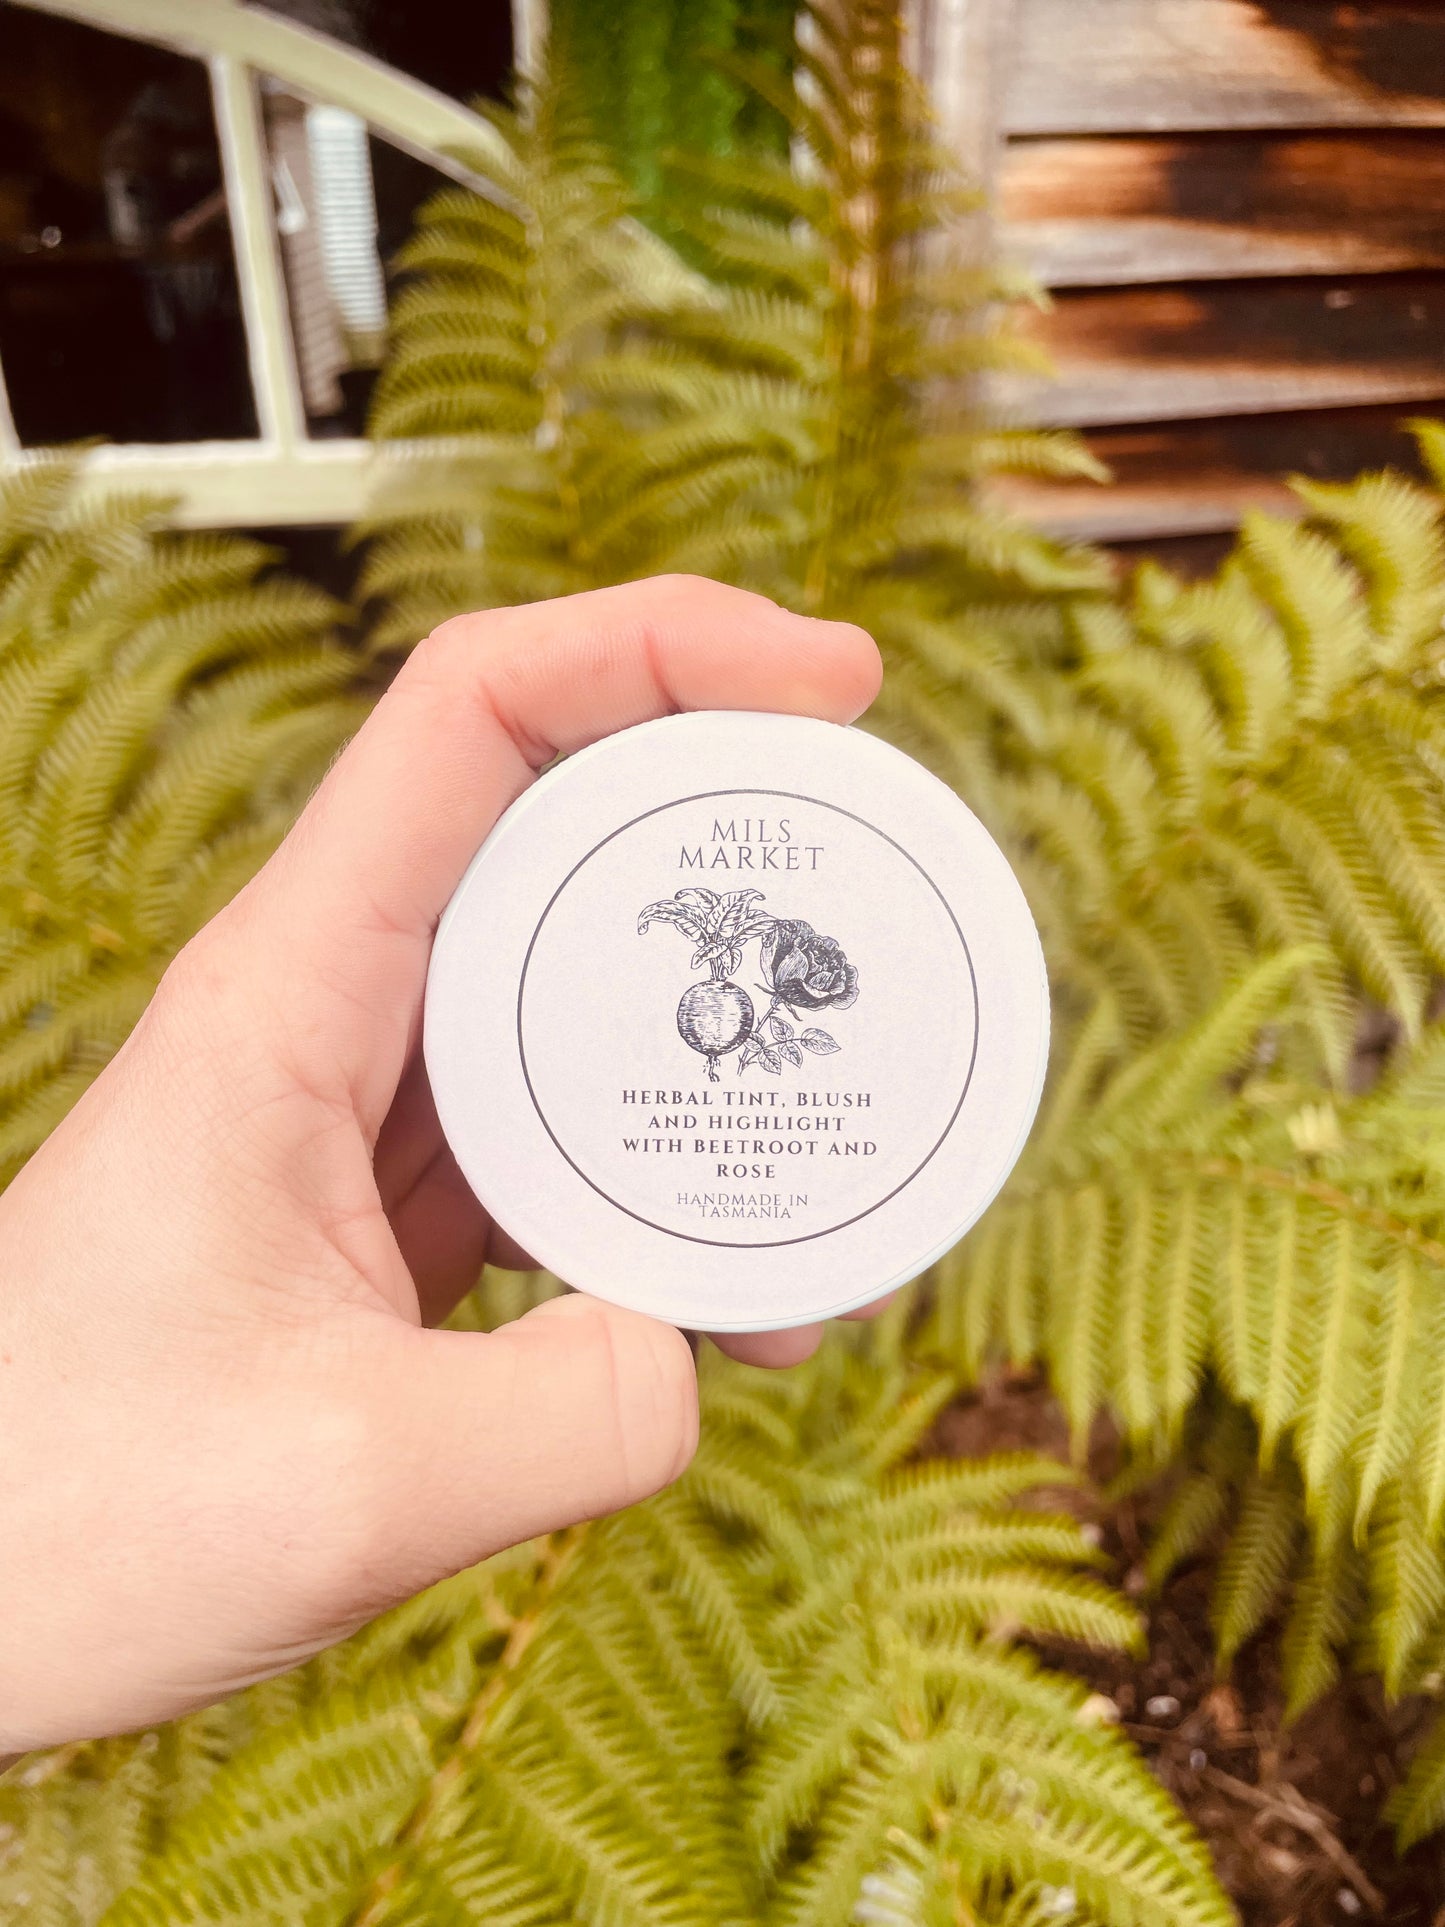 MILS
MARKET
HERBAL TINT, BLUSH
AND HIGHLIGHT
WITH BEETROOT AND
ROSE
HANDMADE IN
TASMANIA